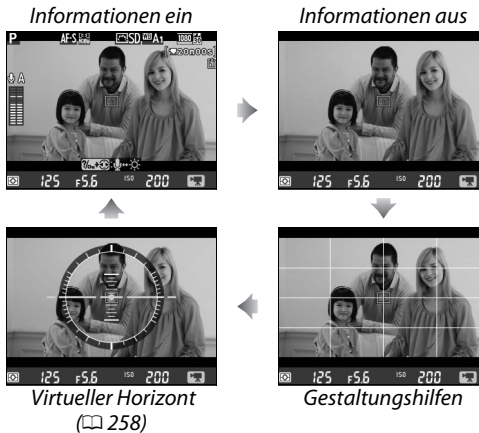 Informationen ein
Informationen aus
P AF-S SD A1 1080
[20m00s]
A
125 F5.6 ISO 200
125 F5.6 ISO 200
125 F5.6 ISO 200
125 F5.6 ISO 200
Virtueller Horizont
(258)
Gestaltungshilfen